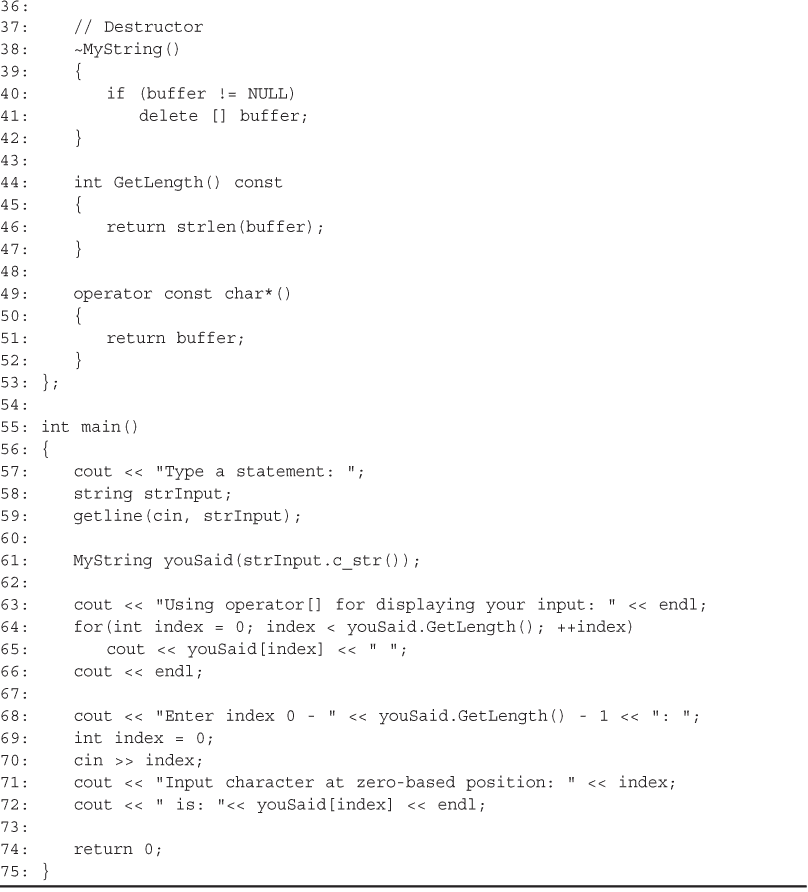 36:
37:    // Destructor
38:    ~MyString()
39:    {
40:       if (buffer != NULL)
41:          delete [] buffer;
42:    }
43:
44:    int GetLength() const
45:    {
46:       return strlen(buffer);
47:    }
48:
49:    operator const char*()
50:    {
51:       return buffer;
52:    }
53: };
54:
55: int main()
56: {
57:    cout << "Type a statement: ";
58:    string strInput;
59:    getline(cin, strInput);
60:
61:    MyString youSaid(strInput.c_str());
62:
63:    cout << "Using operator[] for displaying your input: " << endl;
64:    for(int index = 0; index < youSaid.GetLength(); ++index)
65:       cout << youSaid[index] << " ";
66:    cout << endl;
67:
68:    cout << "Enter index 0 - " << youSaid.GetLength() - 1 << ": ";
69:    int index = 0;
70:    cin >> index;
71:    cout << "Input character at zero-based position: " << index;
72:    cout << " is: "<< youSaid[index] << endl;
73:
74:    return 0;
75: }